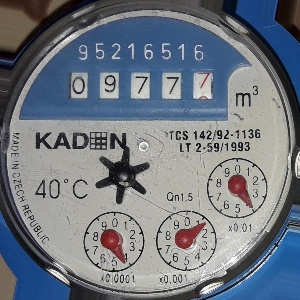 95216516
09777
m³
KADEN
TCS 142/92-1136
LT 2-59/1993
MADE IN CZECH REPUBLIC
40°C
Qn1,5
x0,01
x0,0001
x0,001